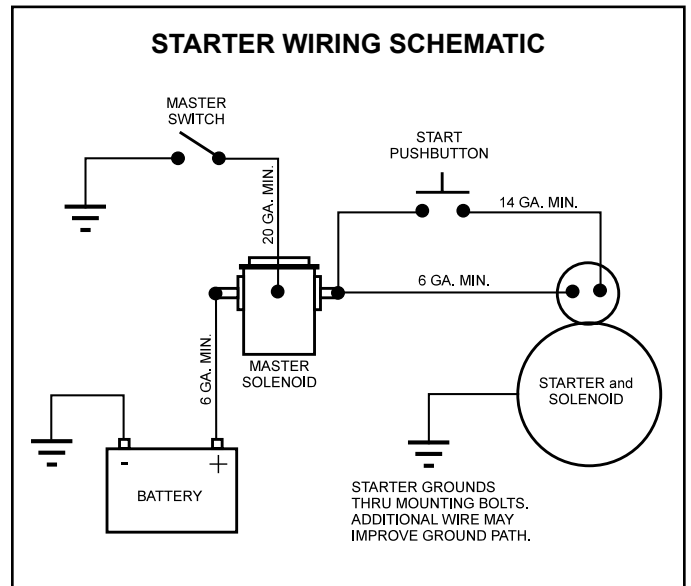 STARTER WIRING SCHEMATIC
MASTER
SWITCH
START
PUSHBUTTON
20 GA. MIN.
14 GA. MIN.
6 GA. MIN.
6 GA. MIN.
MASTER
SOLENOID
STARTER and
SOLENOID
- +
BATTERY
STARTER GROUNDS
THRU MOUNTING BOLTS.
ADDITIONAL WIRE MAY
IMPROVE GROUND PATH.